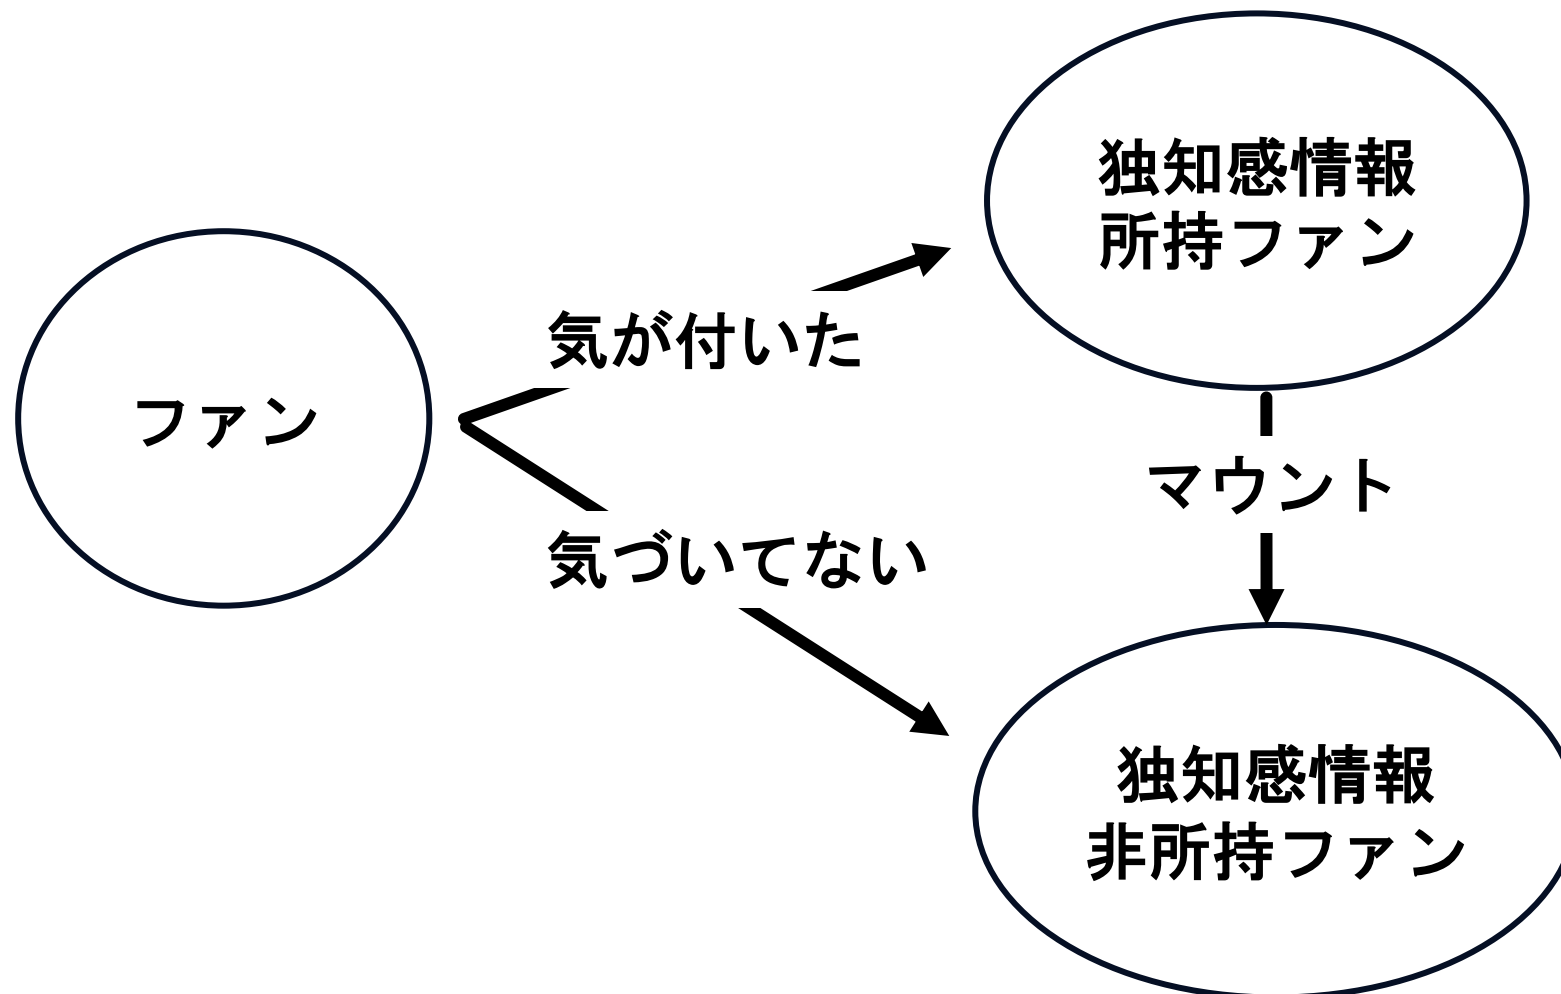 ファン
気が付いた
気づいてない
独知感情報
所持ファン
マウント
独知感情報
非所持ファン